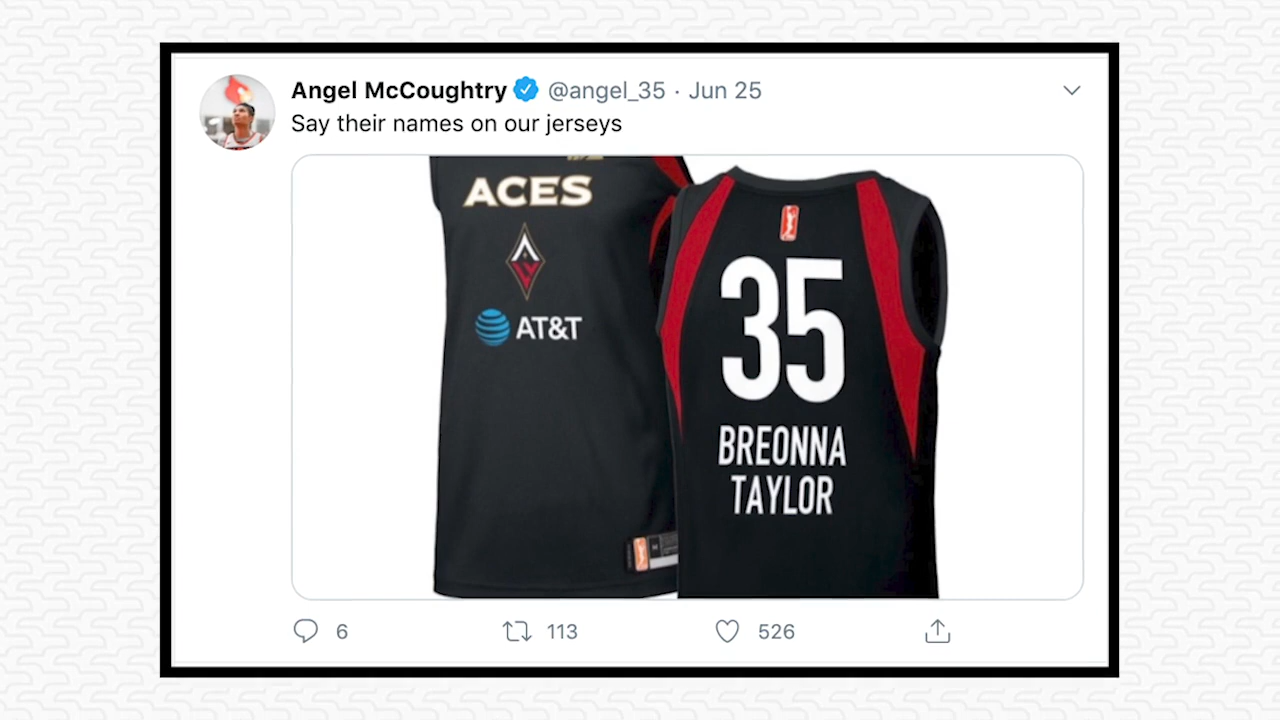 Angel McCoughtry @angel_35 · Jun 25
Say their names on our jerseys
ACES
AT&T
35
BREONNA
TAYLOR
6 113 526